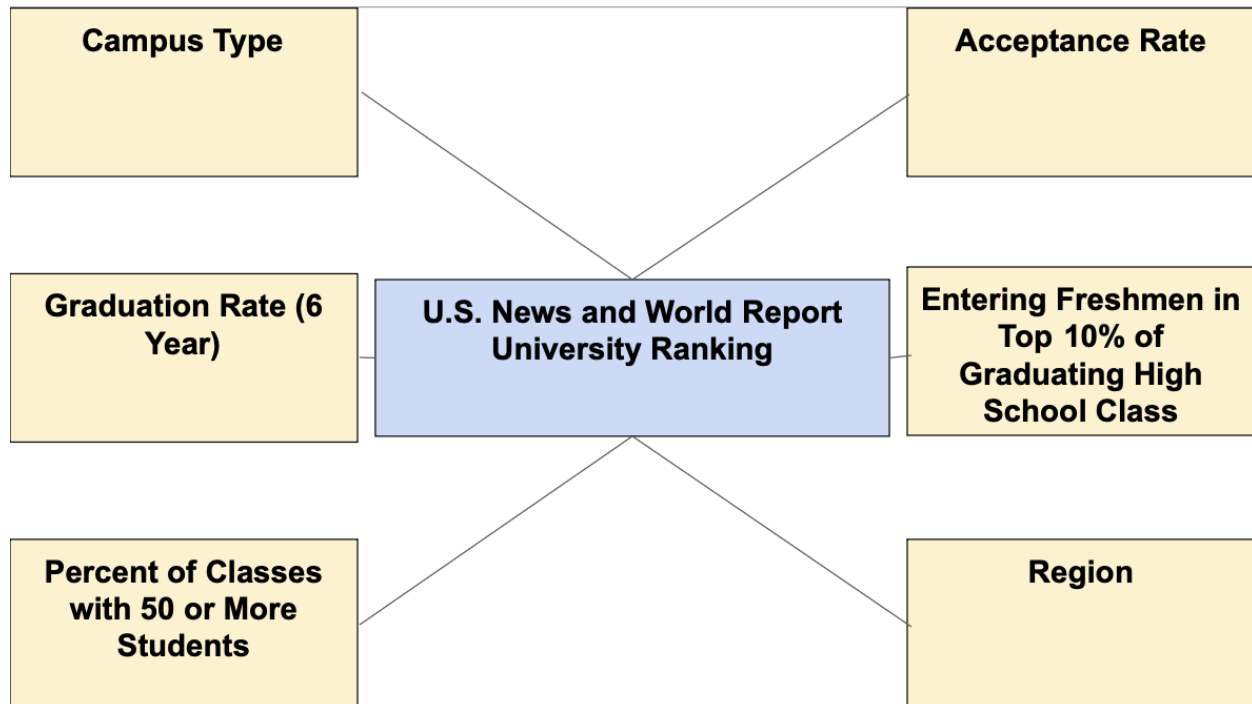 Campus Type
Acceptance Rate
Graduation Rate (6
Year)
U.S. News and World Report
University Ranking
Entering Freshmen in
Top 10% of
Graduating High
School Class
Percent of Classes
with 50 or More
Students
Region